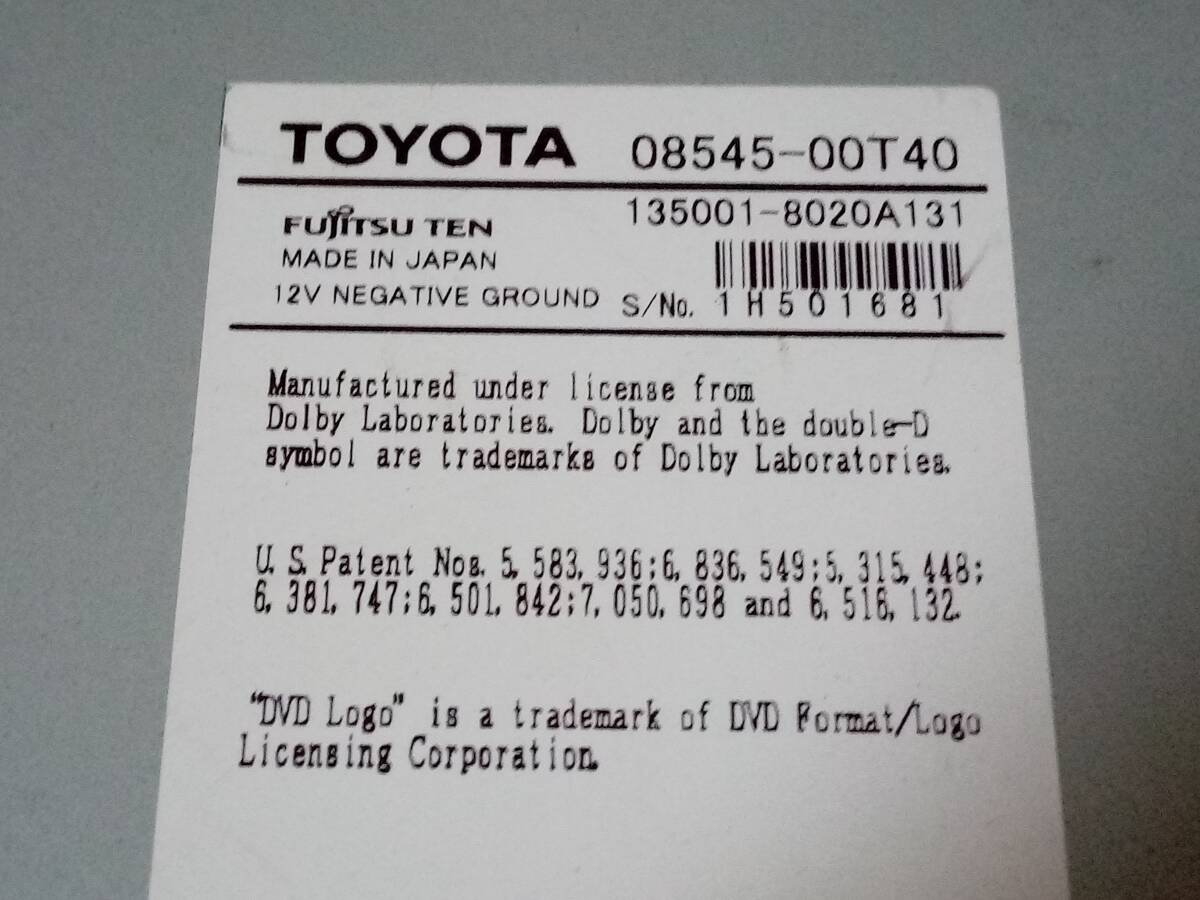 TOYOTA 08545-00T40
FUJITSU TEN 135001-8020A131
MADE IN JAPAN
12V NEGATIVE GROUND S/No. 1H501681
Manufactured under license from
Dolby Laboratories. Dolby and the double-D
symbol are trademarks of Dolby Laboratories.
U.S. Patent Nos. 5,583,936;6,836,549;5,315,448;
6,381,747;6,501,842;7,050,698 and 6,516,132.
"DVD Logo" is a trademark of DVD Format/Logo
Licensing Corporation.